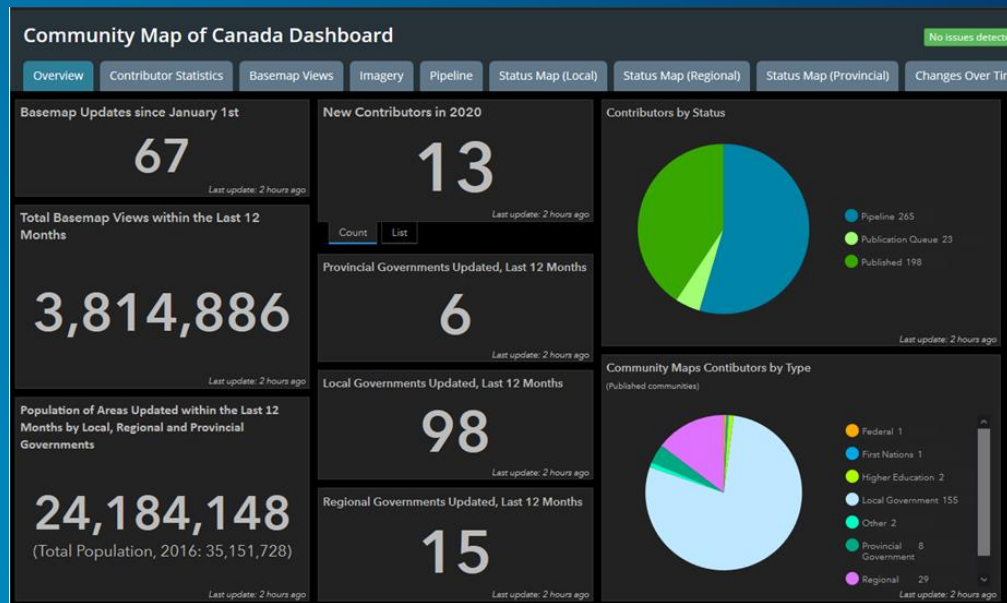 Community Map of Canada Dashboard
No issues detecte
Overview
Contributor Statistics
Basemap Views
Imagery
Pipeline
Status Map (Local)
Status Map (Regional)
Status Map (Provincial)
Changes Over Tin
Basemap Updates since January 1st
67
Last update: 2 hours ago
Total Basemap Views within the Last 12
Months
3,814,886
Last update: 2 hours ago
Population of Areas Updated within the Last 12
Months by Local, Regional and Provincial
Governments
24,184,148
(Total Population, 2016: 35,151,728)
Last update: 2 hours ago
New Contributors in 2020
13
Last update: 2 hours ago
Count
List
Provincial Governments Updated, Last 12 Months
6
Last update: 2 hours ago
Local Governments Updated, Last 12 Months
98
Last update: 2 hours ago
Regional Governments Updated, Last 12 Months
15
Last update: 2 hours ago
Contributors by Status
Pipeline 265
Publication Queue 23
Published 198
Last update: 2 hours ago
Community Maps Contibutors by Type
(Published communities)
Federal 1
First Nations 1
Higher Education 2
Local Government 155
Other 2
Provincial 8
Government
Regional 29
Last update: 2 hours ago